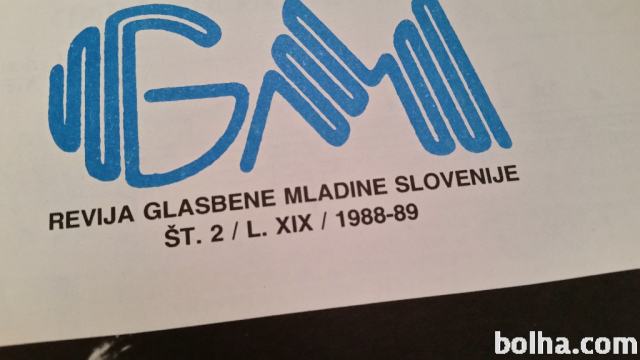 GM
REVIJA GLASBENE MLADINE SLOVENIJE
ŠT. 2 / L. XIX / 1988-89
bolha.com